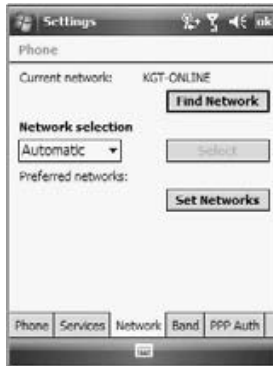 Settings ok
Phone
Current network: KGT-ONLINE
Find Network
Network selection
Automatic Select
Preferred networks:
Set Networks
Phone Services Network Band PPP Auth